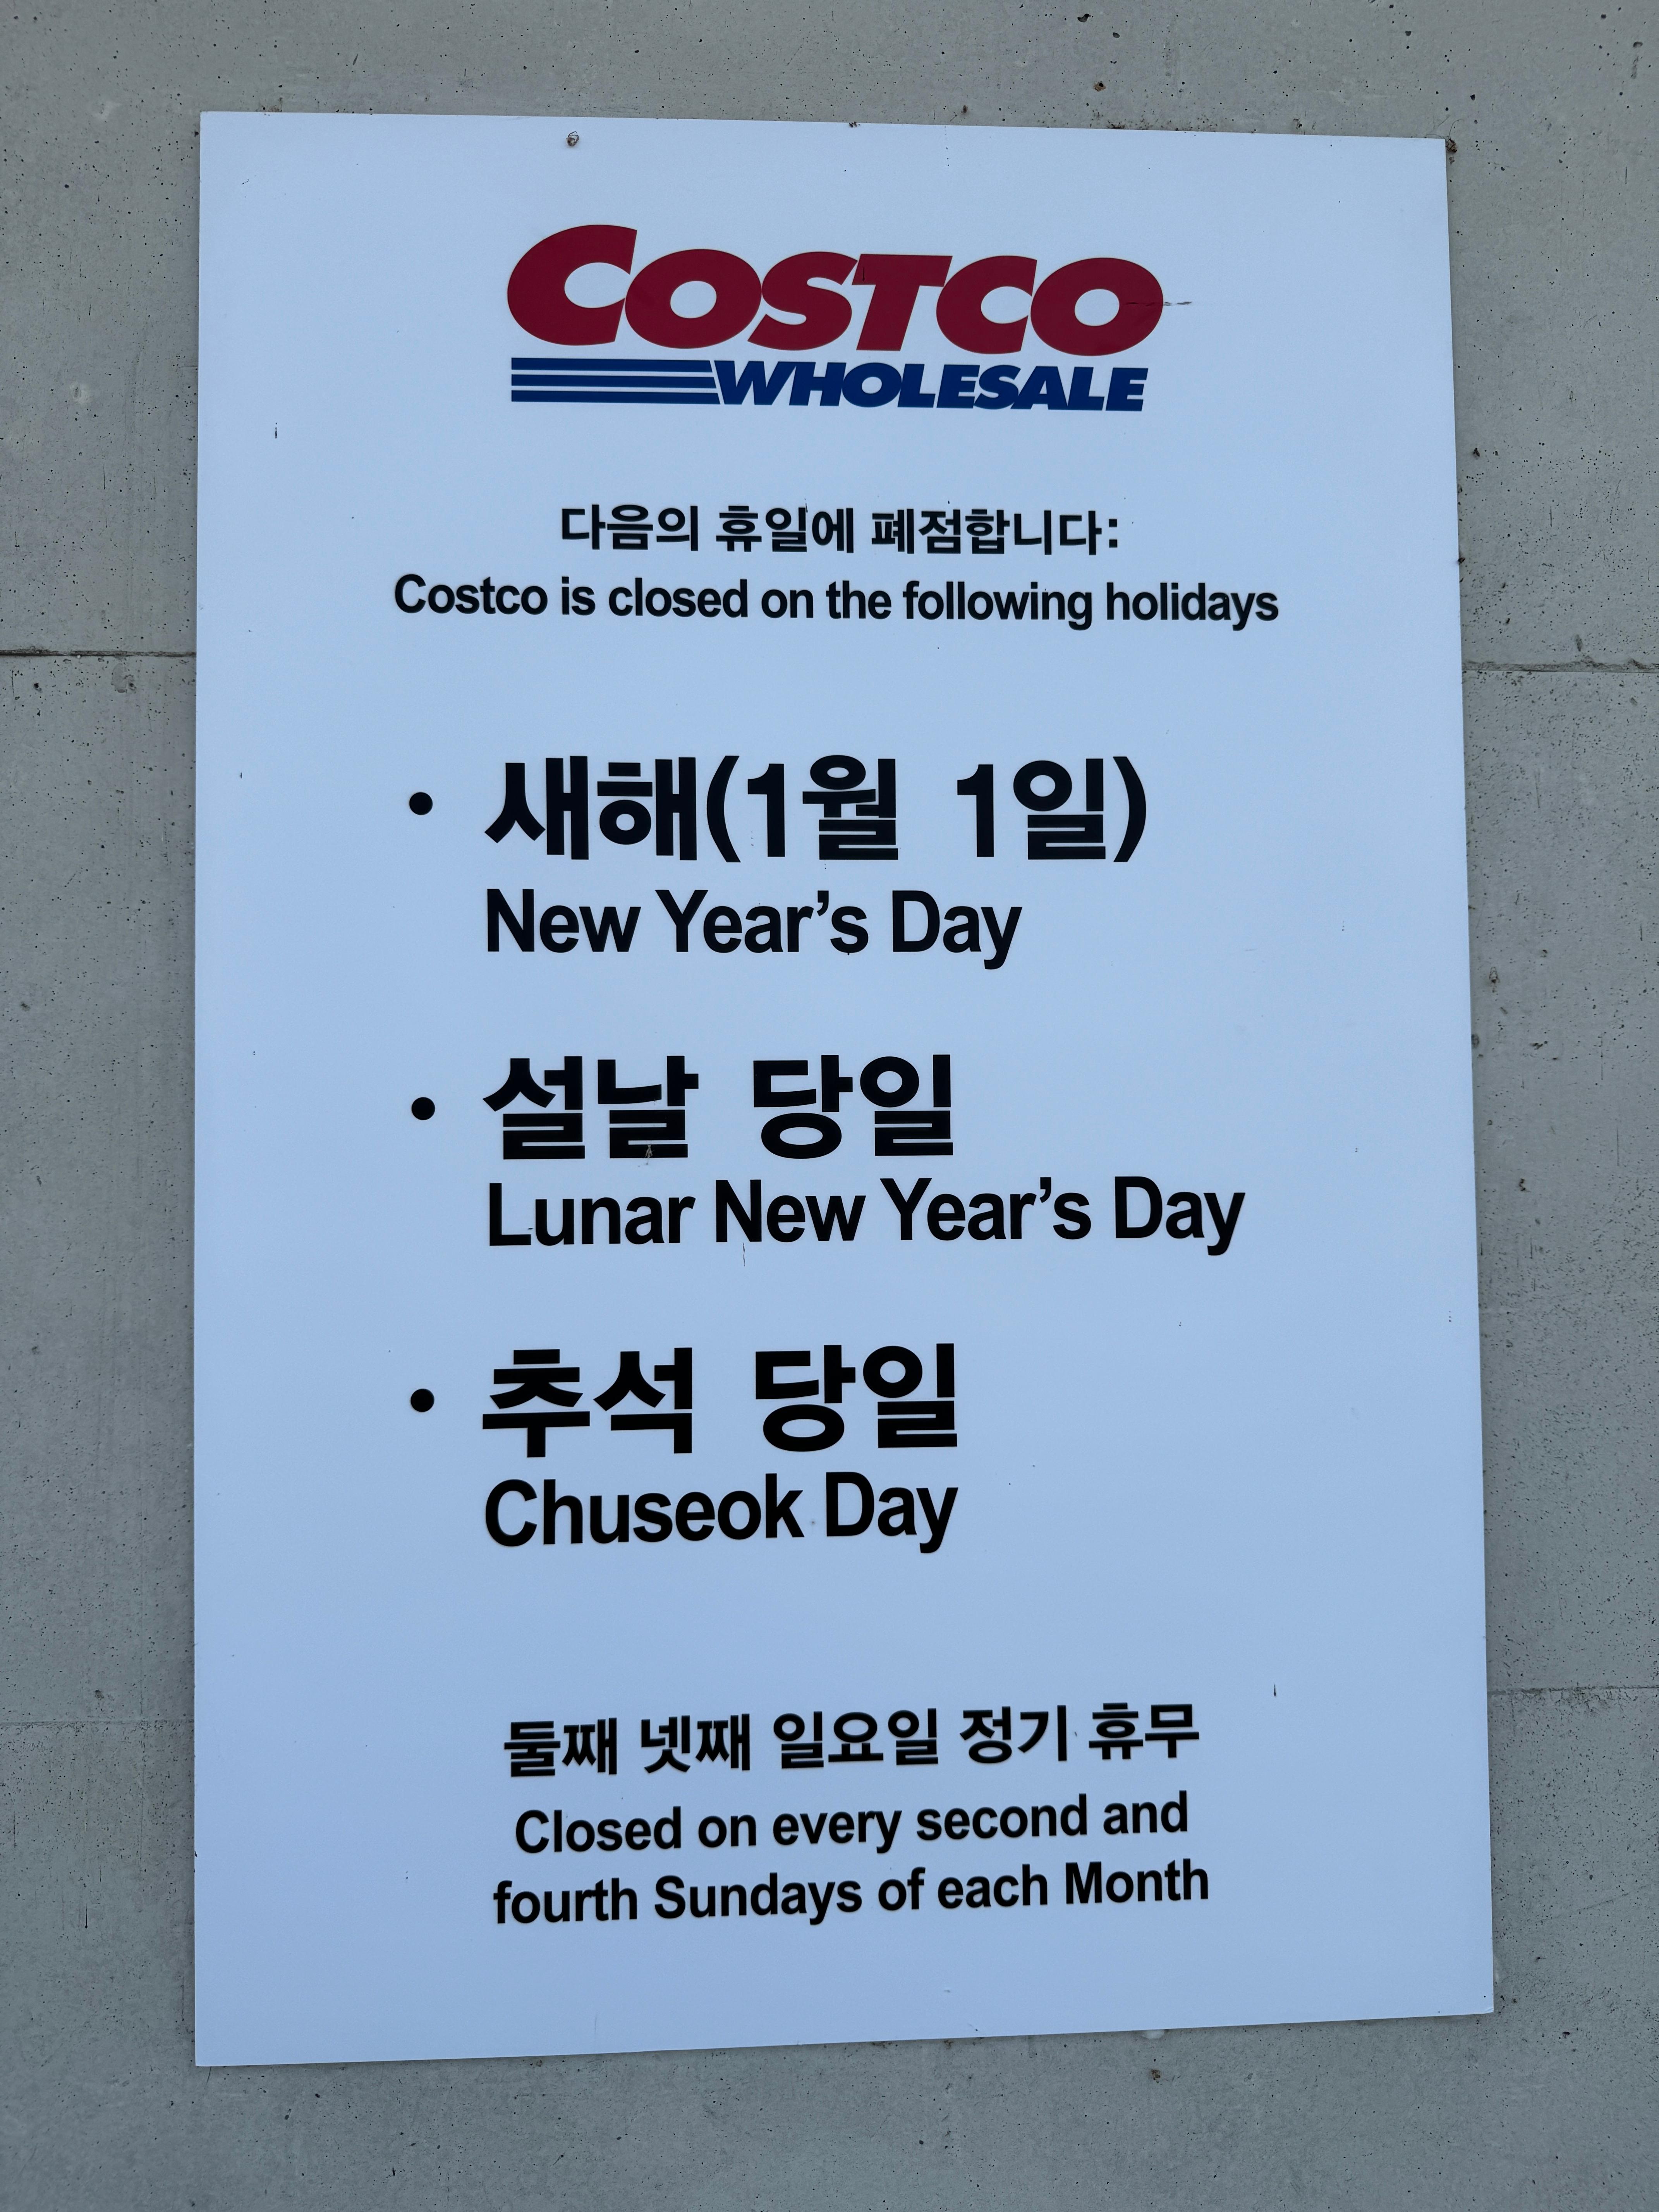 COSTCO
WHOLESALE
다음의 휴일에 폐점합니다:
Costco is closed on the following holidays
• 새해(1월 1일)
New Year’s Day
• 설날 당일
Lunar New Year’s Day
• 추석 당일
Chuseok Day
둘째 넷째 일요일 정기 휴무
Closed on every second and
fourth Sundays of each Month